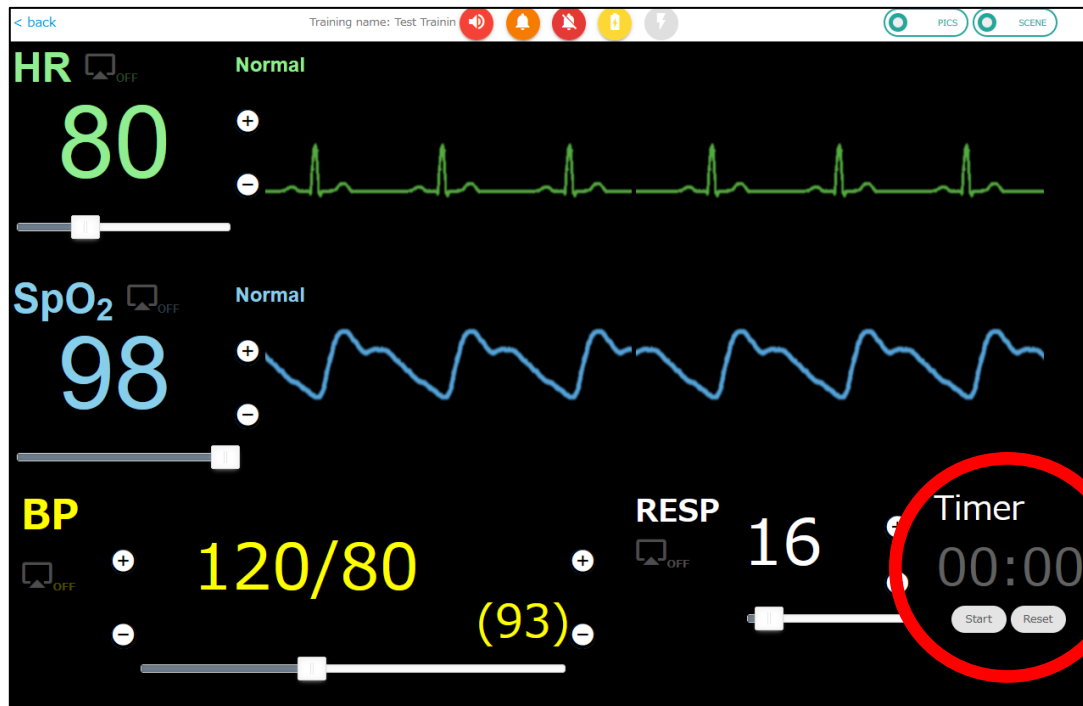 < back
Training name: Test Trainin
PICS
SCENE
HR
OFF
Normal
80
SpO₂
OFF
Normal
98
BP
OFF
120/80
(93)
RESP
OFF
16
Timer
00:00
Start
Reset